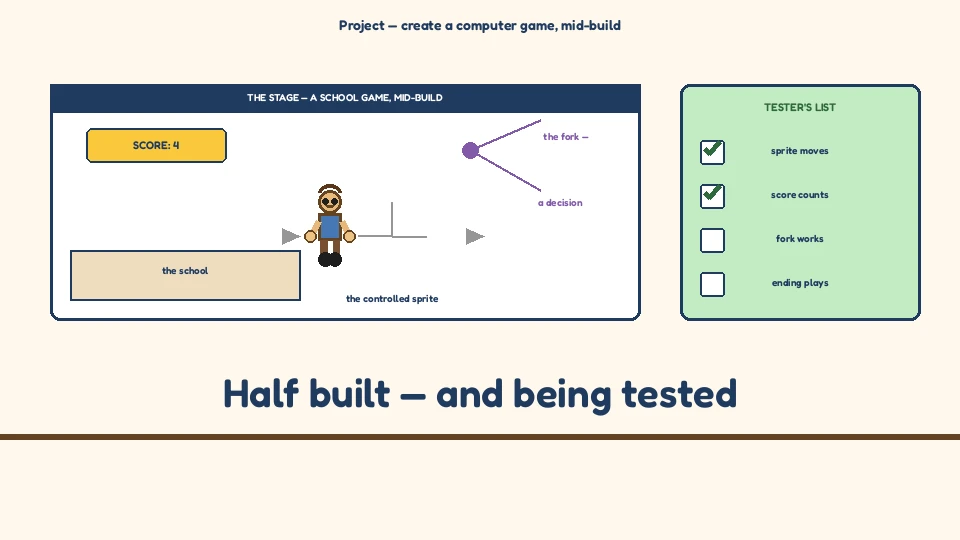 Project — create a computer game, mid-build
THE STAGE — A SCHOOL GAME, MID-BUILD
SCORE: 4
the fork —
a decision
the school
the controlled sprite
TESTER'S LIST
sprite moves
score counts
fork works
ending plays
Half built — and being tested